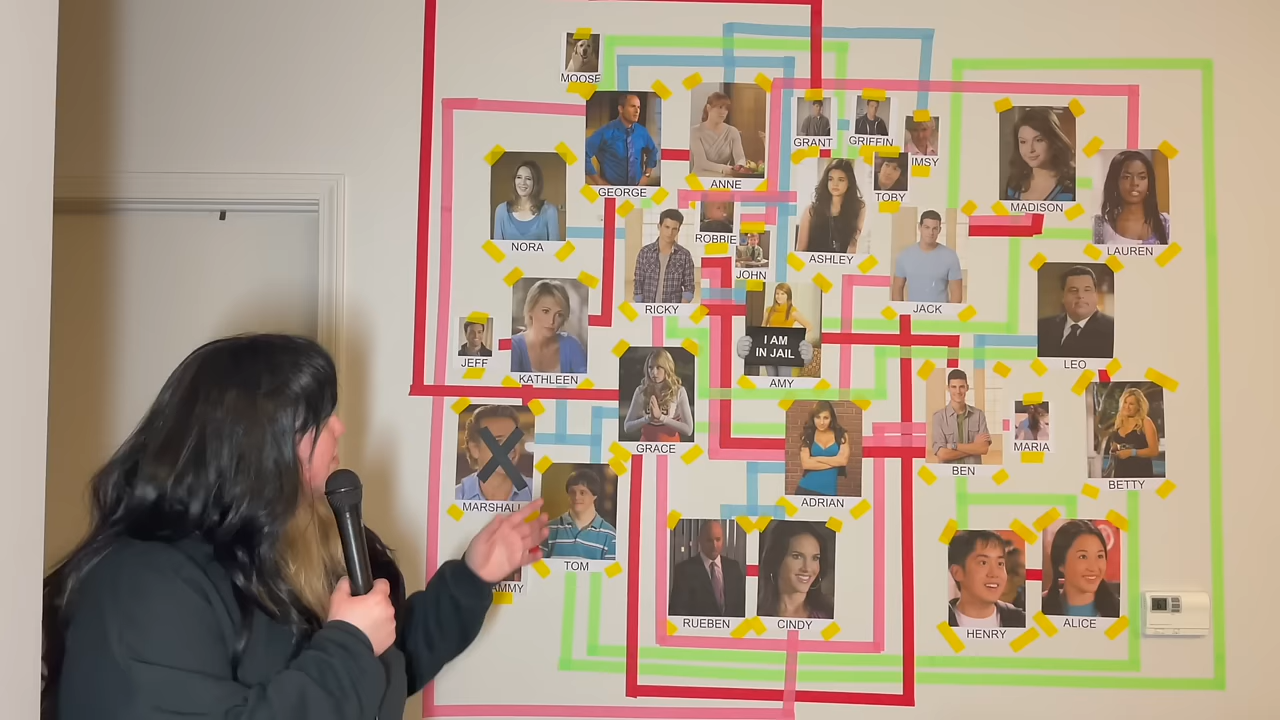 MOOSE
GEORGE
ANNE
GRANT
GRIFFIN
IMSY
TOBY
MADISON
LAUREN
NORA
ROBBIE
JOHN
ASHLEY
RICKY
JACK
I AM
IN JAIL
JEFF
KATHLEEN
AMY
LEO
GRACE
MARSHALL
ADRIAN
BEN
MARIA
BETTY
TOM
AMMY
RUEBEN
CINDY
HENRY
ALICE